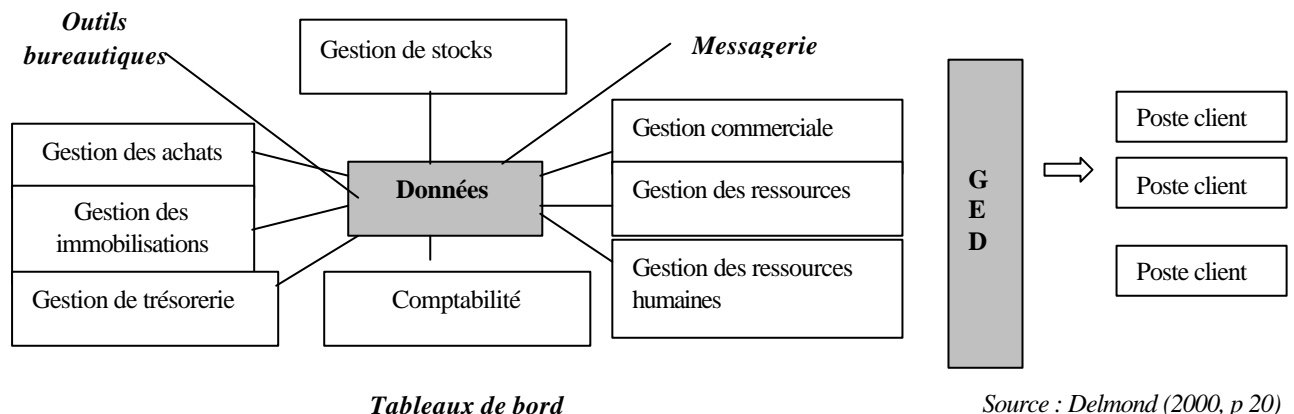 Outils
bureautiques
Gestion de stocks
Messagerie
Gestion des achats
Gestion des
immobilisations
Gestion de trésorerie
Données
Comptabilité
Gestion commerciale
Gestion des ressources
Gestion des ressources
humaines
G
E
D
Poste client
Poste client
Poste client
Tableaux de bord
Source : Delmond (2000, p 20)